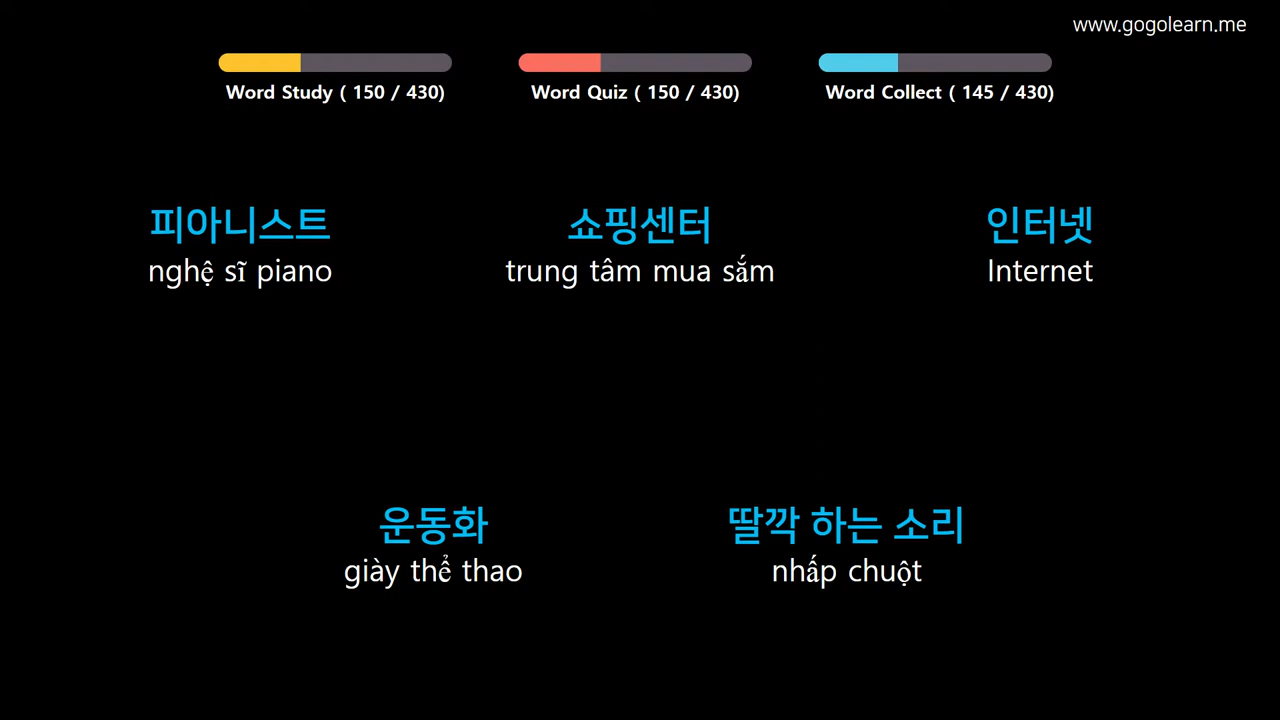 www.gogolearn.me
Word Study ( 150 / 430)
Word Quiz ( 150 / 430)
Word Collect ( 145 / 430)
피아니스트
nghệ sĩ piano
쇼핑센터
trung tâm mua sắm
인터넷
Internet
운동화
giày thể thao
딸깍 하는 소리
nhấp chuột